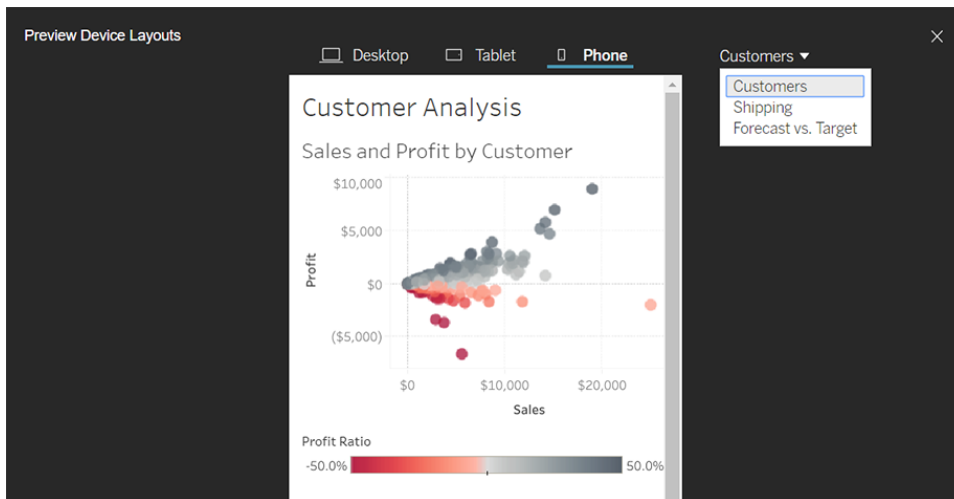 Preview Device Layouts
Desktop Tablet Phone
Customers
Customers
Shipping
Forecast vs. Target
Customer Analysis
Sales and Profit by Customer
$10,000
$5,000
$0
($5,000)
Profit
$0 $10,000 $20,000
Sales
Profit Ratio
-50.0% 50.0%